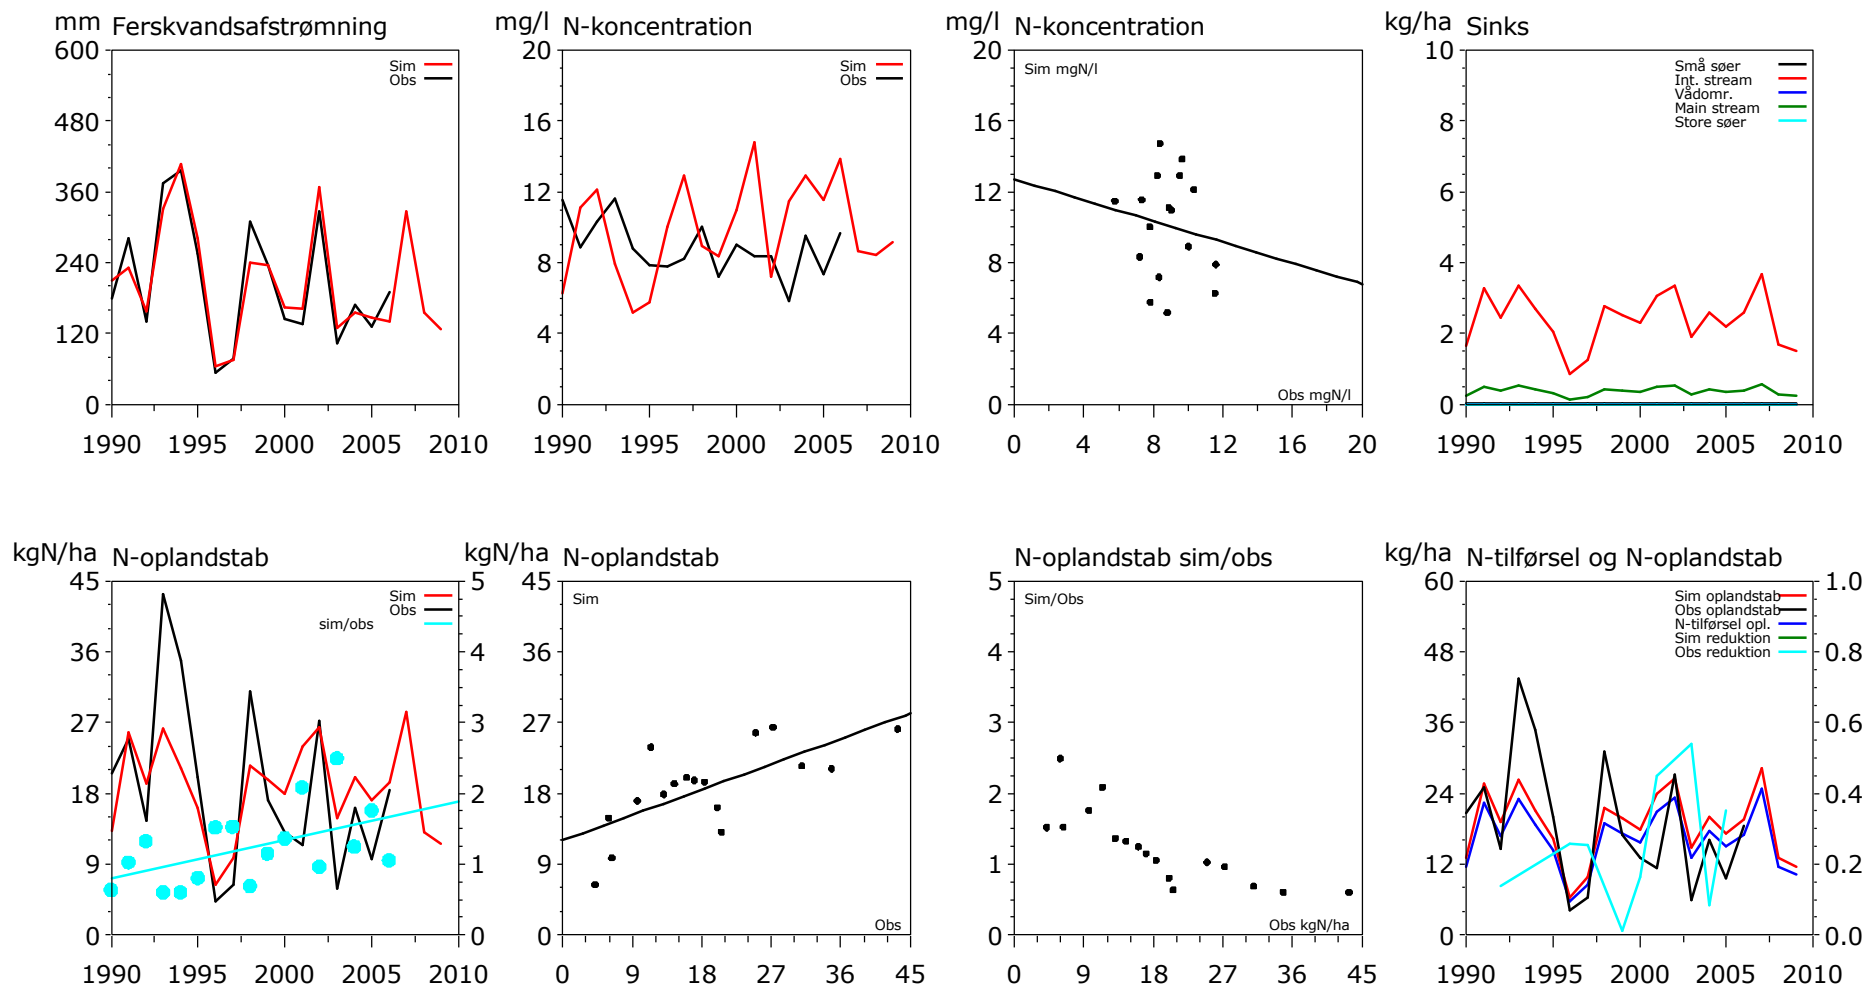 mm Ferskvandsafstrømning
600
480
360
240
120
0
Sim
Obs
1990 1995 2000 2005 2010
mg/l N-koncentration
20
16
12
8
4
0
Sim
Obs
1990 1995 2000 2005 2010
mg/l N-koncentration
20
16
12
8
4
0
Sim mgN/l
Obs mgN/l
0 4 8 12 16 20
kg/ha Sinks
10
8
6
4
2
0
Små søer
Int. stream
Vådomr.
Main stream
Store søer
1990 1995 2000 2005 2010
kgN/ha N-oplandstab
45
36
27
18
9
0
Sim
Obs
sim/obs
5
4
3
2
1
0
1990 1995 2000 2005 2010
kgN/ha N-oplandstab
45
36
27
18
9
0
Sim
Obs
0 9 18 27 36 45
N-oplandstab sim/obs
5
4
3
2
1
0
Sim/Obs
Obs kgN/ha
0 9 18 27 36 45
kg/ha N-tilførsel og N-oplandstab
60
48
36
24
12
0
Sim oplandstab
Obs oplandstab
N-tilførsel opl.
Sim reduktion
Obs reduktion
1.0
0.8
0.6
0.4
0.2
0.0
1990 1995 2000 2005 2010